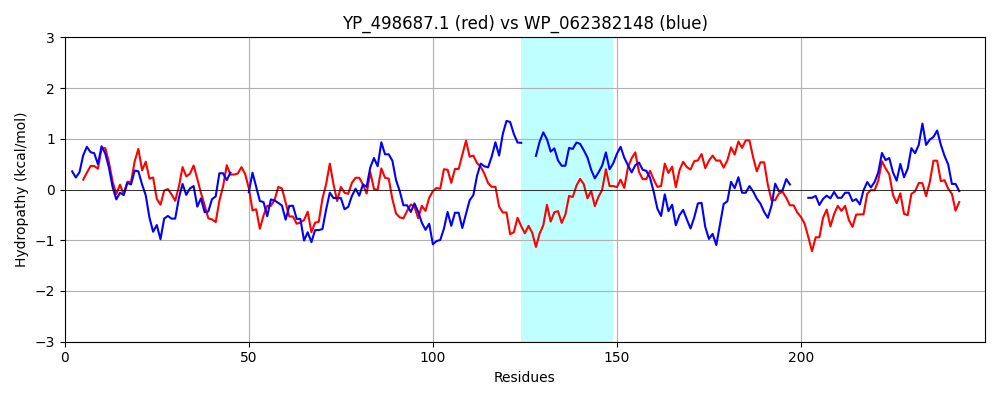 YP_498687.1 (red) vs WP_062382148 (blue)
3
2
1
0
−1
−2
−3
Hydropathy (kcal/mol)
0 50 100 150 200
Residues